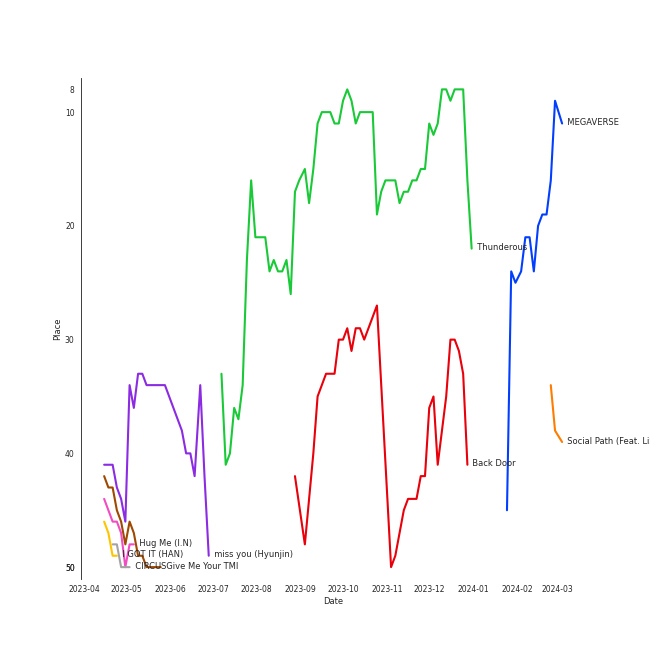 8
10
MEGAVERSE
20
Thunderous
Place
30
Social Path (Feat. Li
40
Back Door
Hug Me (I.N)
GOT IT (HAN)
miss you (Hyunjin)
50
CIRCUS
Give Me Your TMI
2023-04 2023-05 2023-06 2023-07 2023-08 2023-09 2023-10 2023-11 2023-12 2024-01 2024-02 2024-03
Date